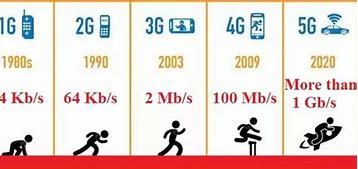 1G 2G 3G 4G 5G
1980s 1990 2003 2009 2020
4 Kb/s 64 Kb/s 2 Mb/s 100 Mb/s More than
1 Gb/s